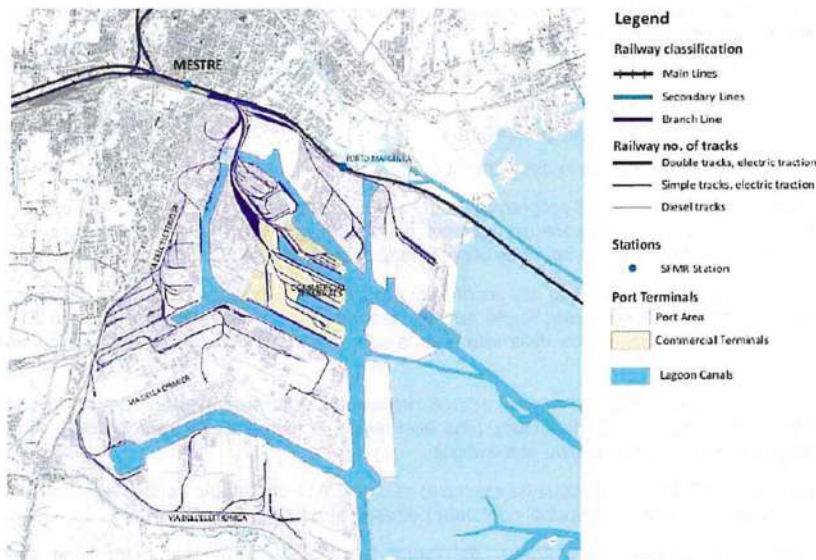 MESTRE
PORTO MARGHERA
COMMERCIAL
TERMINALS
VIA DELLA CHIMICA
VIA DELL'ELETTRONICA
Legend
Railway classification
Main Lines
Secondary Lines
Branch Line
Railway no. of tracks
Double tracks, electric traction
Simple tracks, electric traction
Diesel tracks
Stations
SFMR Station
Port Terminals
Port Area
Commercial Terminals
Lagoon Canals